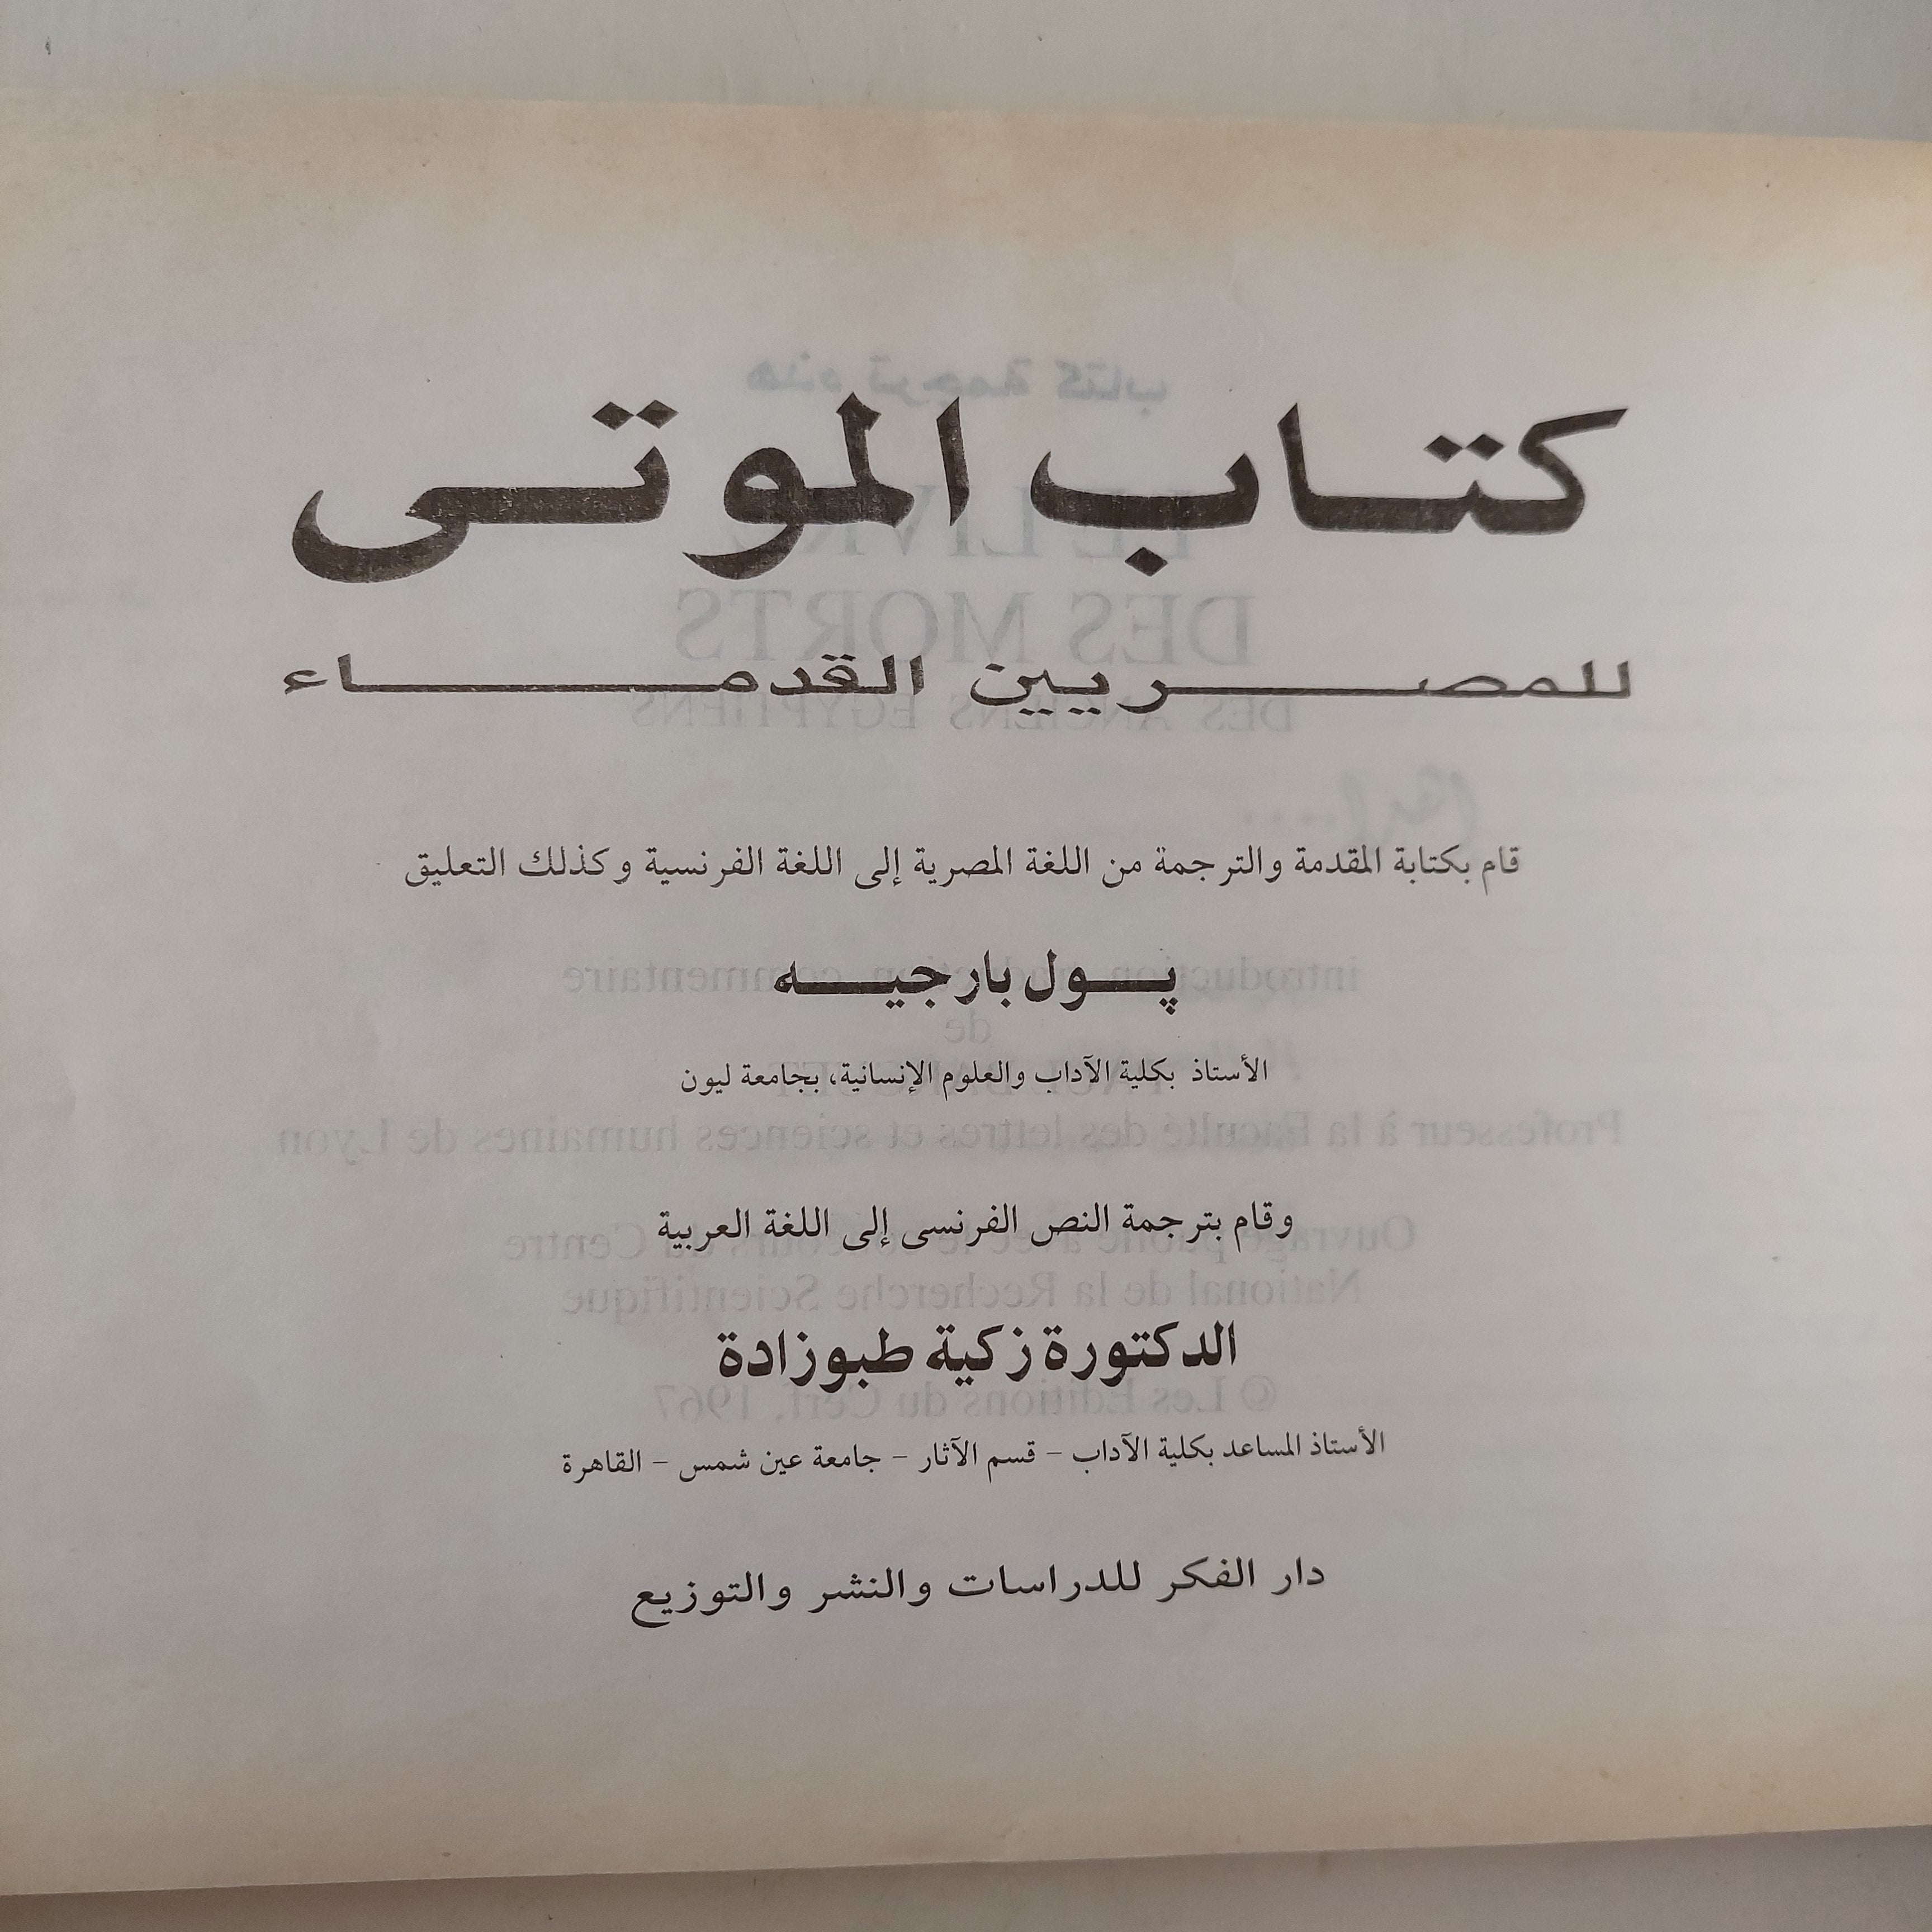 كتاب الموتى
للمصريين القدماء
قام بكتابة المقدمة والترجمة من اللغة المصرية إلى اللغة الفرنسية وكذلك التعليق
پول بارجيه
الأستاذ بكلية الآداب والعلوم الإنسانية، بجامعة ليون
وقام بترجمة النص الفرنسى إلى اللغة العربية
الدكتورة زكية طبوزادة
الأستاذ المساعد بكلية الآداب – قسم الآثار – جامعة عين شمس – القاهرة
دار الفكر للدراسات والنشر والتوزيع